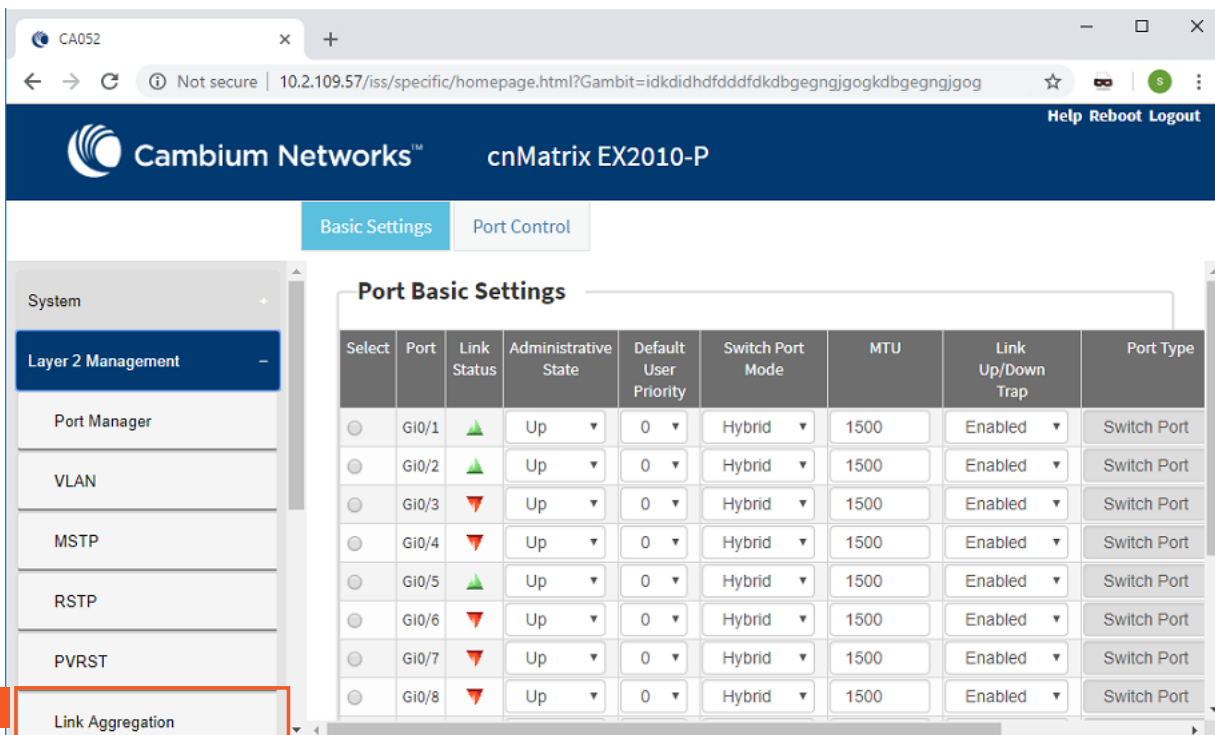 CA052
Not secure | 10.2.109.57/iss/specific/homepage.html?Gambit=idkdidhdfdddfdkdbgegngjgogkdbgegngjgog
s
Help Reboot Logout
Cambium Networks™ cnMatrix EX2010-P
Basic Settings Port Control
System +
Layer 2 Management –
Port Manager
VLAN
MSTP
RSTP
PVRST
Link Aggregation
Port Basic Settings
Select Port Link Status Administrative State Default User Priority Switch Port Mode MTU Link Up/Down Trap Port Type
Gi0/1 Up 0 Hybrid 1500 Enabled Switch Port
Gi0/2 Up 0 Hybrid 1500 Enabled Switch Port
Gi0/3 Up 0 Hybrid 1500 Enabled Switch Port
Gi0/4 Up 0 Hybrid 1500 Enabled Switch Port
Gi0/5 Up 0 Hybrid 1500 Enabled Switch Port
Gi0/6 Up 0 Hybrid 1500 Enabled Switch Port
Gi0/7 Up 0 Hybrid 1500 Enabled Switch Port
Gi0/8 Up 0 Hybrid 1500 Enabled Switch Port